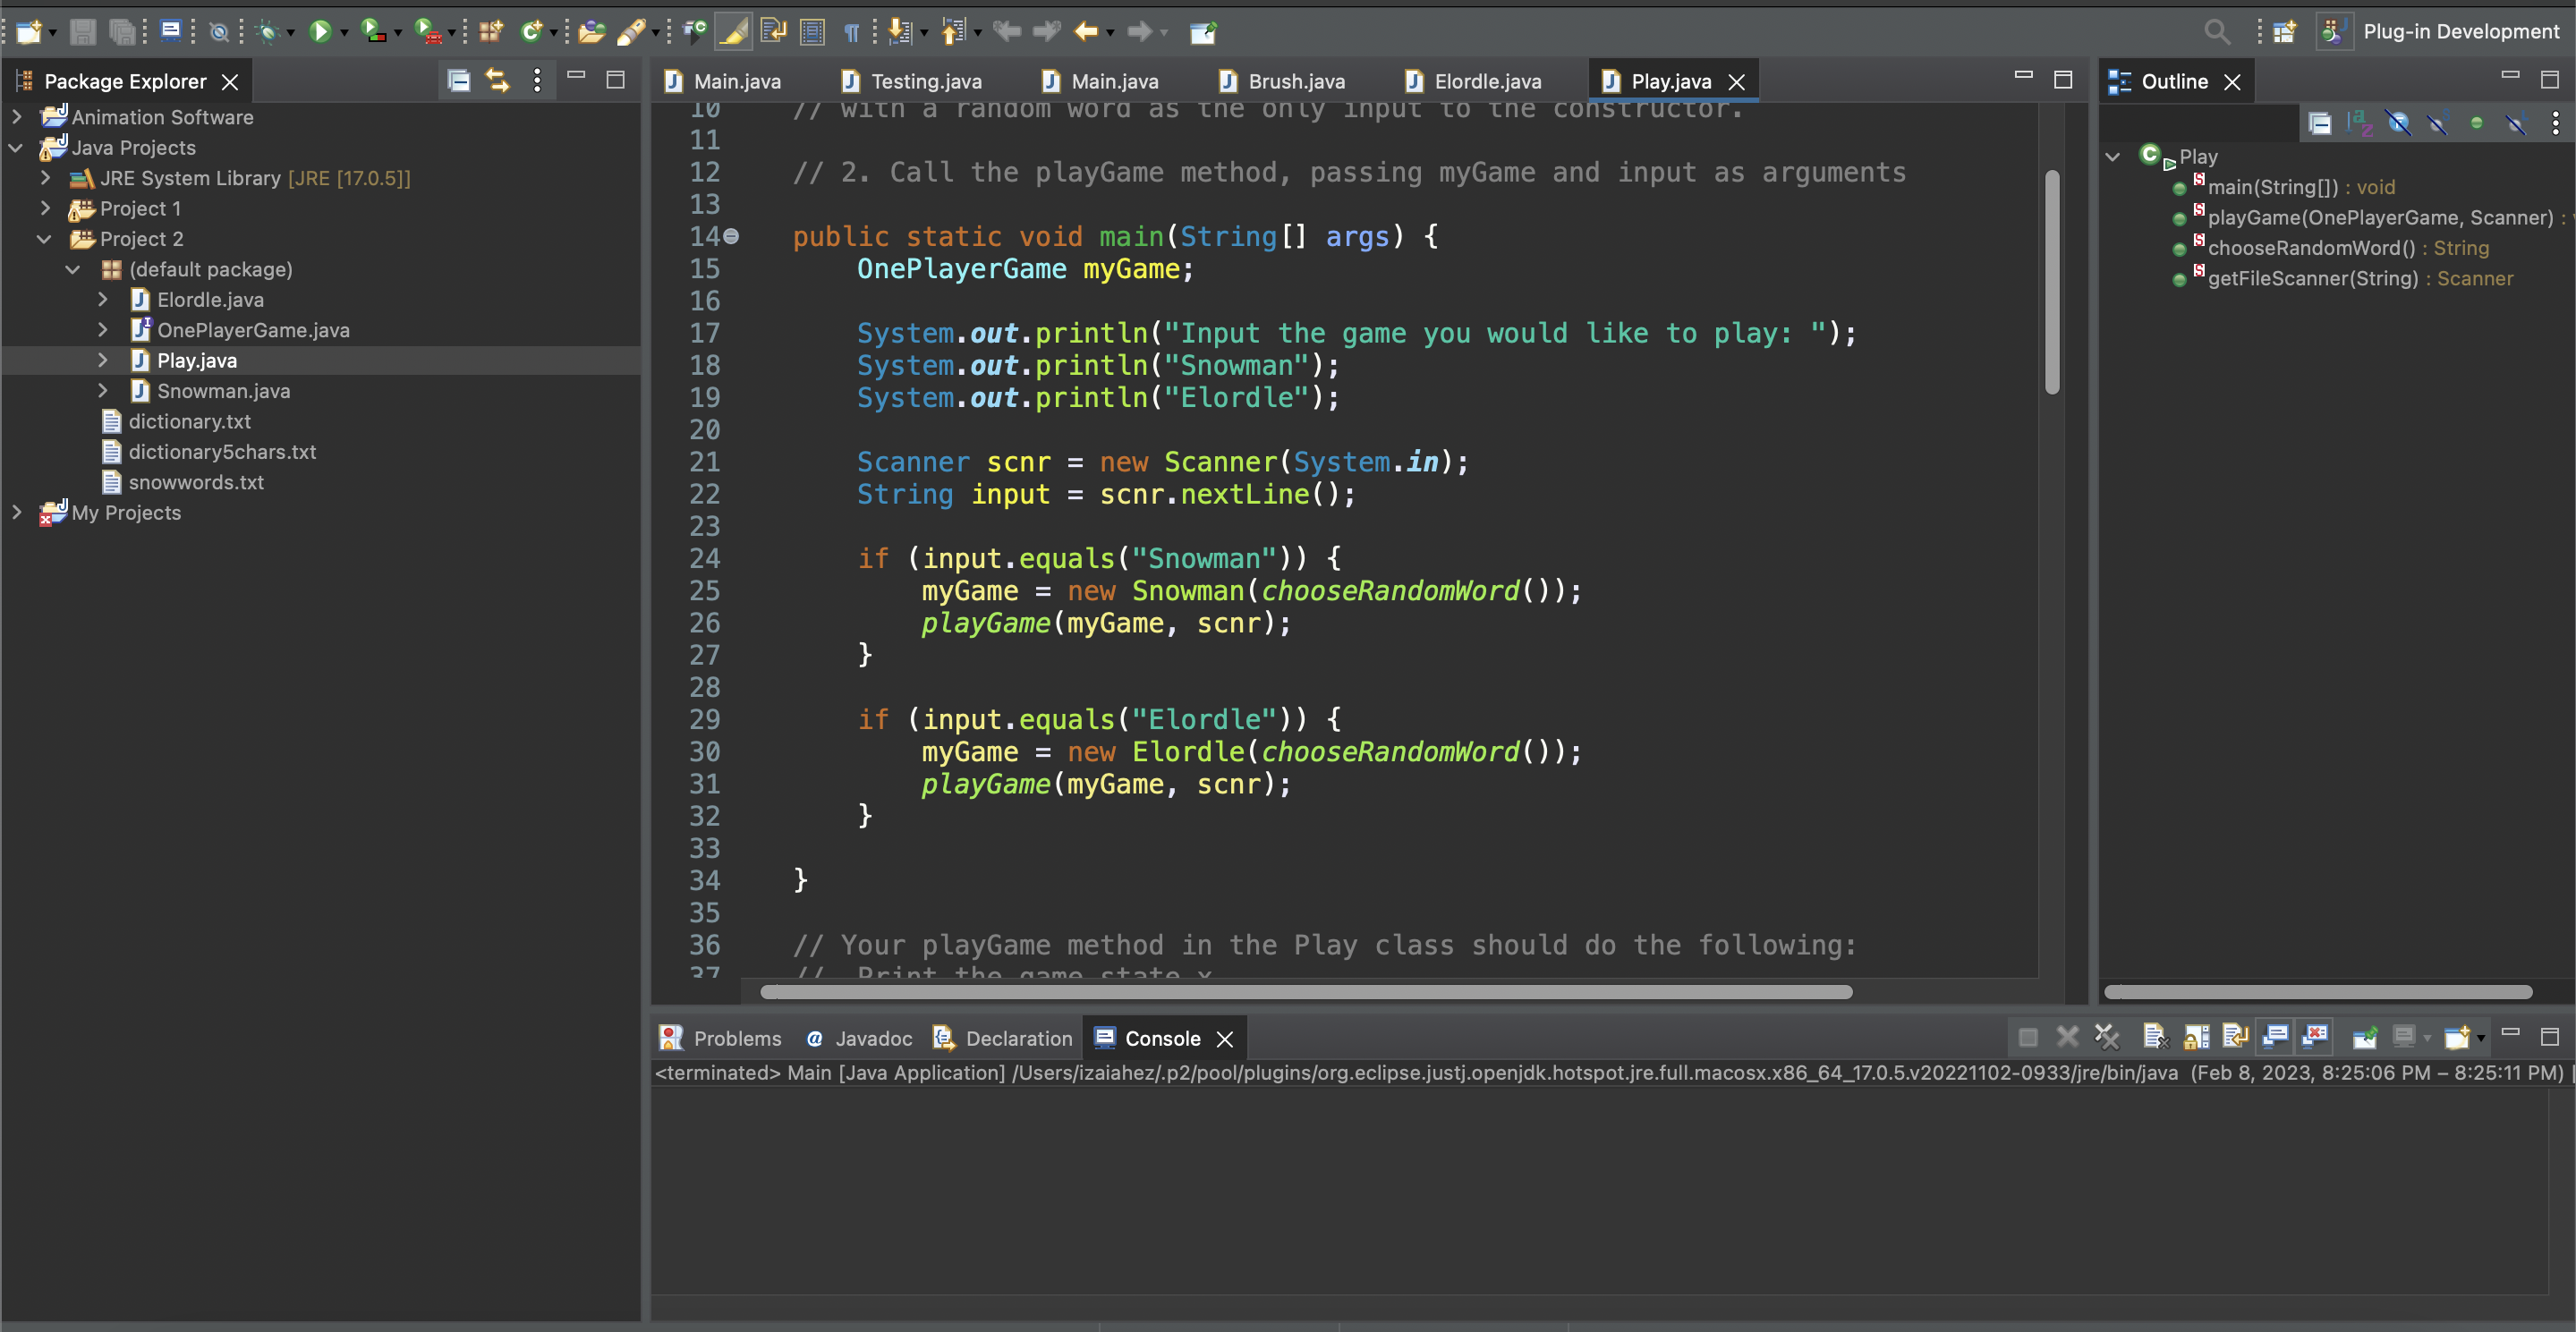 Plug-in Development
Package Explorer
Animation Software
Java Projects
JRE System Library [JRE [17.0.5]]
Project 1
Project 2
(default package)
Elordle.java
OnePlayerGame.java
Play.java
Snowman.java
dictionary.txt
dictionary5chars.txt
snowwords.txt
My Projects
Main.java Testing.java Main.java Brush.java Elordle.java Play.java
10 // with a random word as the only input to the constructor.
11
12 // 2. Call the playGame method, passing myGame and input as arguments
13
14 public static void main(String[] args) {
15 OnePlayerGame myGame;
16
17 System.out.println("Input the game you would like to play: ");
18 System.out.println("Snowman");
19 System.out.println("Elordle");
20
21 Scanner scnr = new Scanner(System.in);
22 String input = scnr.nextLine();
23
24 if (input.equals("Snowman")) {
25 myGame = new Snowman(chooseRandomWord());
26 playGame(myGame, scnr);
27 }
28
29 if (input.equals("Elordle")) {
30 myGame = new Elordle(chooseRandomWord());
31 playGame(myGame, scnr);
32 }
33
34 }
35
36 // Your playGame method in the Play class should do the following:
37 // Print the game state x
Outline
Play
main(String[]) : void
playGame(OnePlayerGame, Scanner) :
chooseRandomWord() : String
getFileScanner(String) : Scanner
Problems Javadoc Declaration Console
<terminated> Main [Java Application] /Users/izaiahez/.p2/pool/plugins/org.eclipse.justj.openjdk.hotspot.jre.full.macosx.x86_64_17.0.5.v20221102-0933/jre/bin/java (Feb 8, 2023, 8:25:06 PM – 8:25:11 PM)